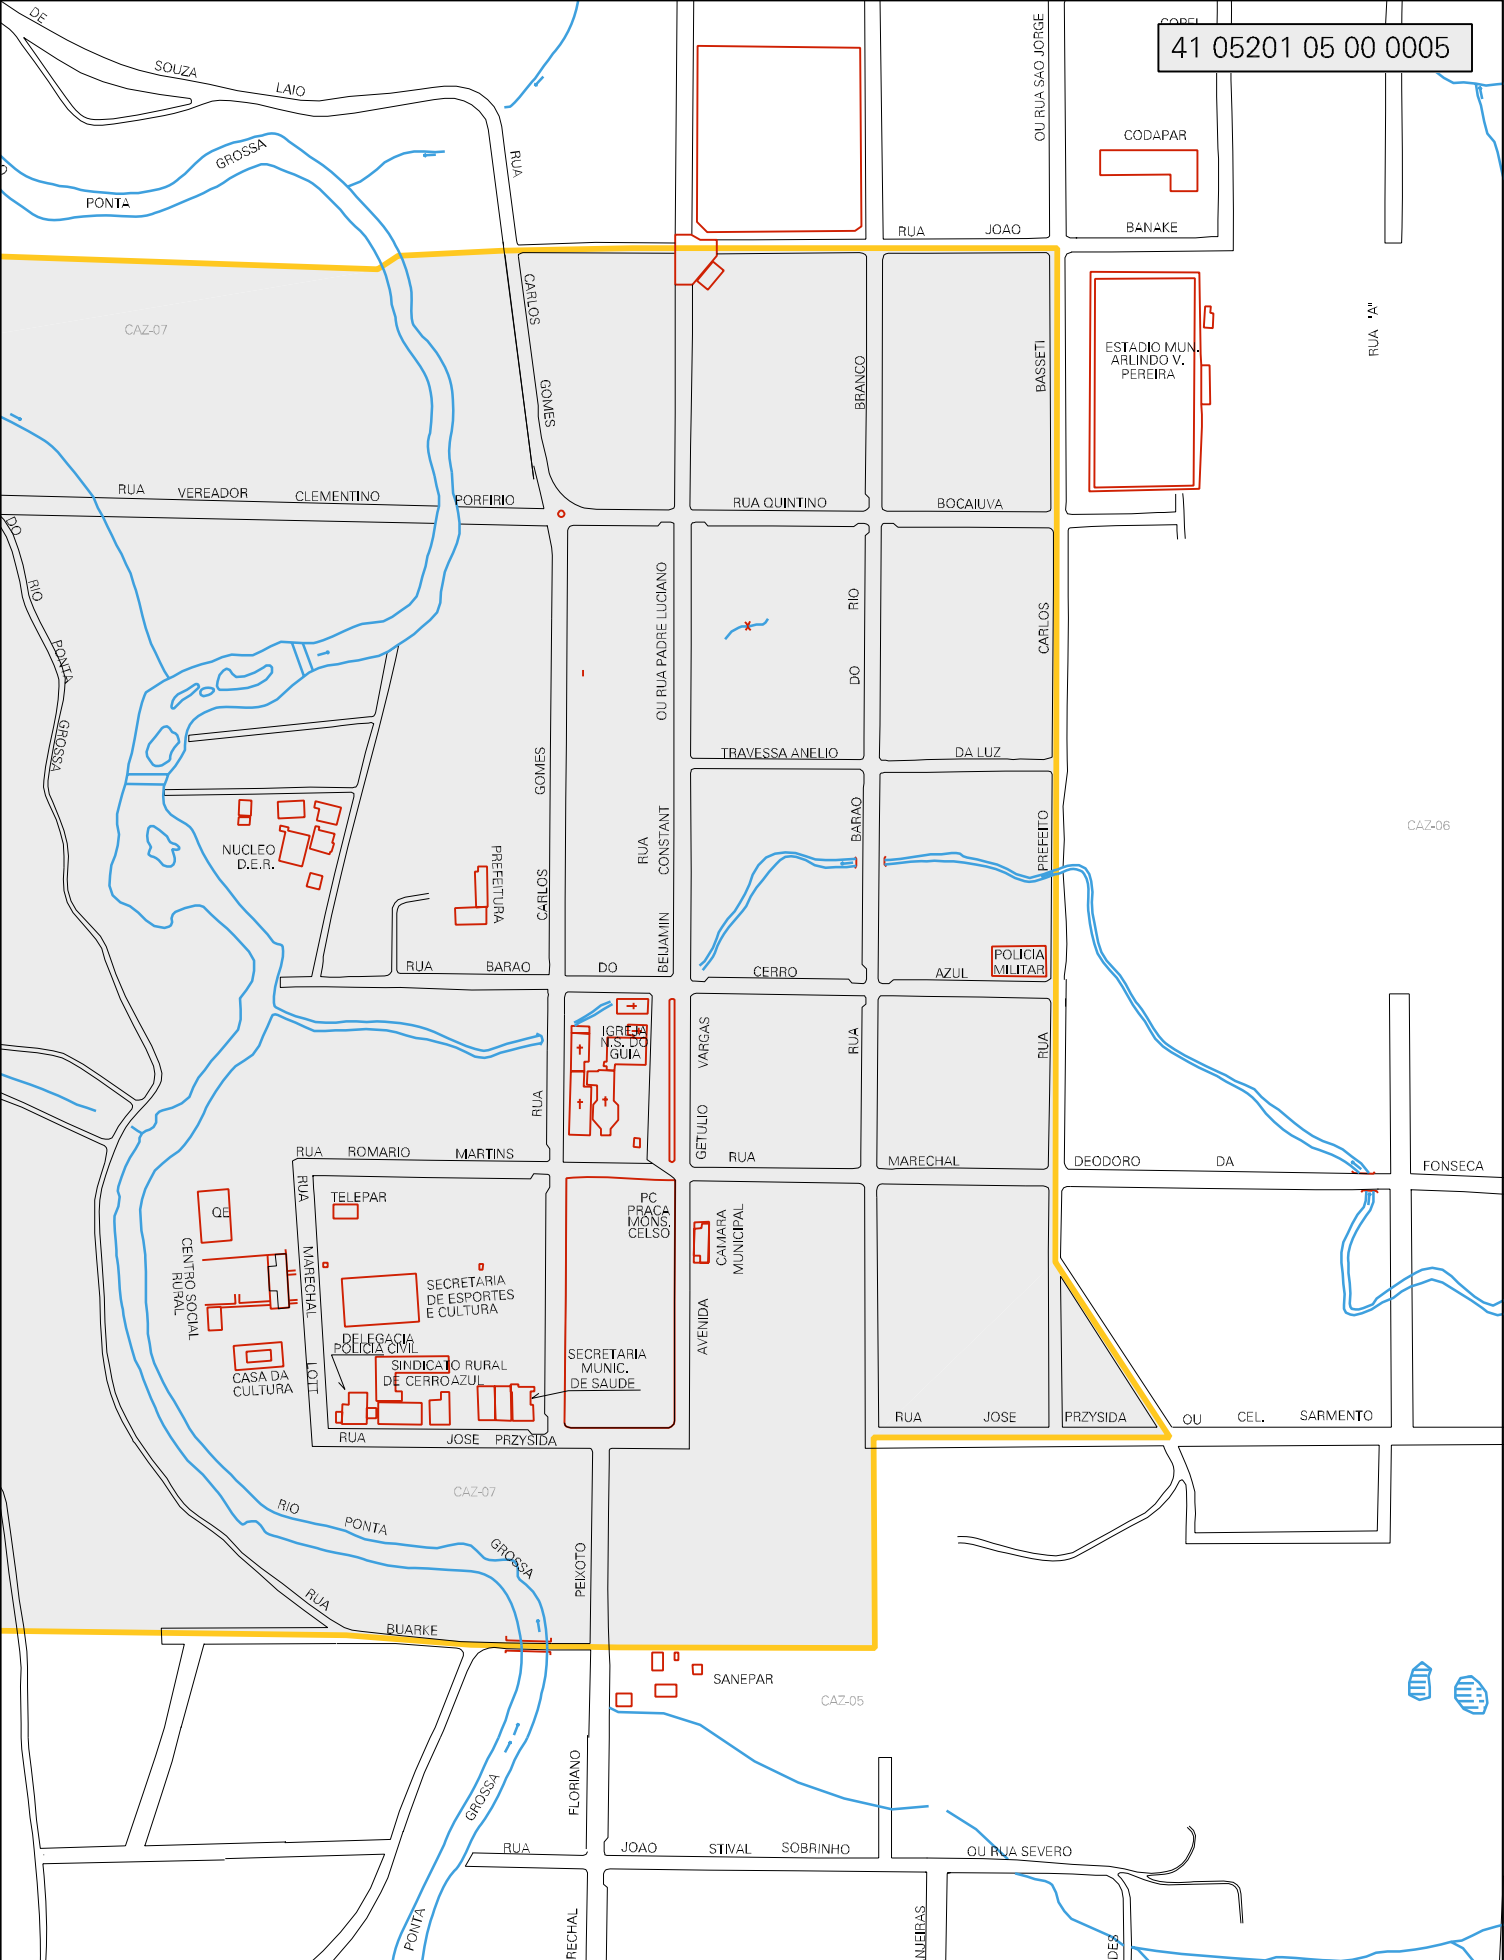 DE
SOUZA
LAIO
RUA
OU RUA SAO JORGE
41 05201 05 00 0005
CODAPAR
GROSSA
PONTA
RUA JOAO BANAKE
CAZ-07
CARLOS
GOMES
BRANCO
BASSETI
ESTADIO MUN.
ARLINDO V.
PEREIRA
RUA "A"
RUA VEREADOR CLEMENTINO PORFIRIO
RUA QUINTINO BOCAIUVA
DO
RIO
PONTA
GROSSA
OU RUA PADRE LUCIANO
RIO
DO
CARLOS
TRAVESSA ANELIO DA LUZ
GOMES
CARLOS
RUA
CONSTANT
BEIJAMIN
BARAO
PREFEITO
CAZ-06
NUCLEO
D.E.R.
PREFEITURA
RUA BARAO DO CERRO AZUL
POLICIA
MILITAR
IGREJA
N.S. DO
GUIA
VARGAS
GETULIO
RUA
RUA
RUA
RUA ROMARIO MARTINS
RUA MARECHAL DEODORO DA FONSECA
RUA
MARECHAL
LOTT
TELEPAR
QE
CENTRO SOCIAL
RURAL
PC
PRACA
MONS.
CELSO
CAMARA
MUNICIPAL
SECRETARIA
DE ESPORTES
E CULTURA
AVENIDA
DELEGACIA
POLICIA CIVIL
SINDICATO RURAL
DE CERROAZUL
SECRETARIA
MUNIC.
DE SAUDE
CASA DA
CULTURA
RUA JOSE PRZYSIDA
RUA JOSE PRZYSIDA OU CEL. SARMENTO
CAZ-07
RIO
PONTA
GROSSA
PEIXOTO
RUA
BUARKE
SANEPAR
CAZ-05
FLORIANO
GROSSA
PONTA
RUA JOAO STIVAL SOBRINHO OU RUA SEVERO
RECHAL
NJEIRAS
DES